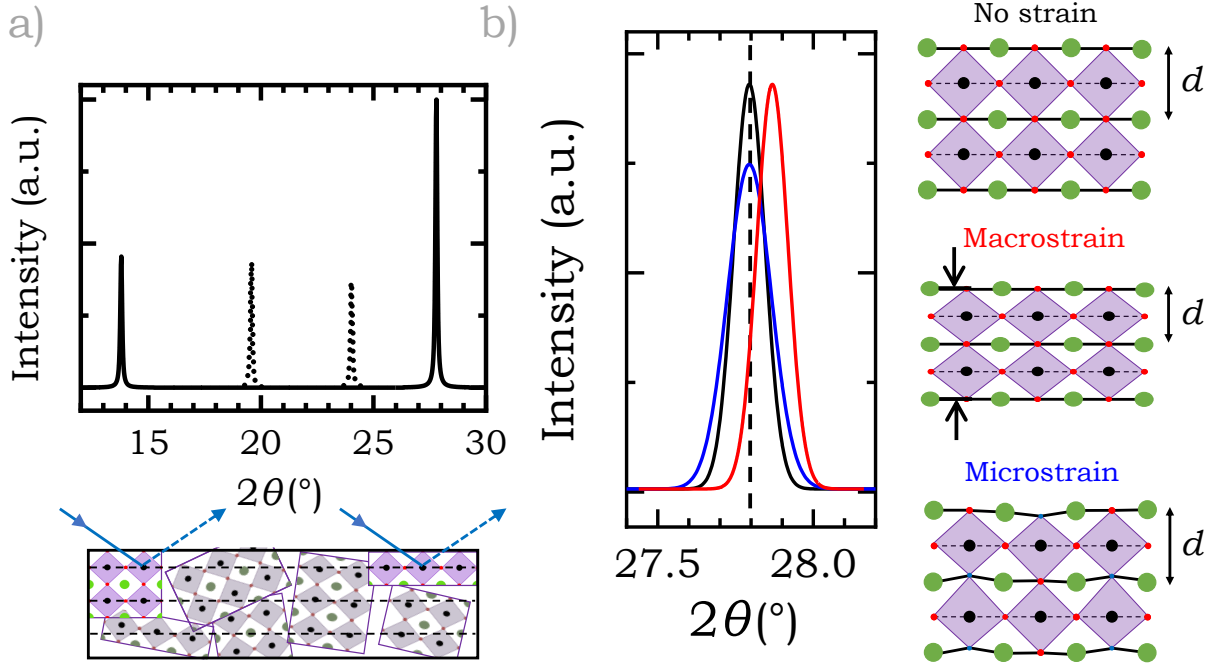 a)
Intensity (a.u.)
15 20 25 30
2θ(°)
b)
Intensity (a.u.)
27.5 28.0
2θ(°)
No strain
d
Macrostrain
d
Microstrain
d